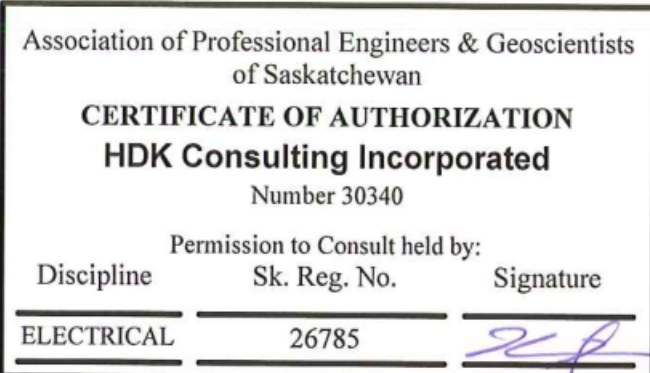 Association of Professional Engineers & Geoscientists
of Saskatchewan
CERTIFICATE OF AUTHORIZATION
HDK Consulting Incorporated
Number 30340
Permission to Consult held by:
Discipline Sk. Reg. No. Signature
ELECTRICAL 26785